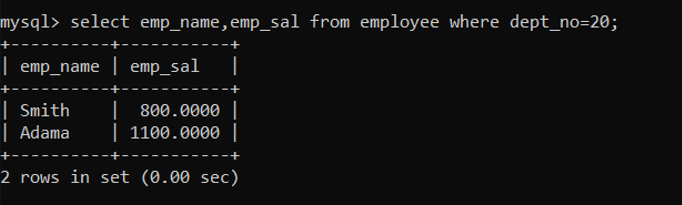 mysql> select emp_name,emp_sal from employee where dept_no=20;
+----------+-----------+
| emp_name | emp_sal   |
+----------+-----------+
| Smith    |  800.0000 |
| Adama    | 1100.0000 |
+----------+-----------+
2 rows in set (0.00 sec)